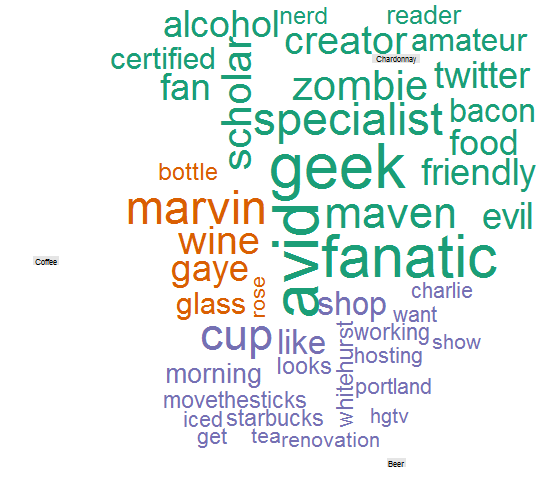 alcohol nerd reader
certified creator amateur
Chardonnay
fan scholar zombie twitter
specialist bacon
food
bottle geek friendly
marvin avid maven evil
wine
Coffee gaye fanatic
glass rose shop charlie
cup like whitehurst want
working show
looks hosting
morning portland
movethesticks
iced starbucks hgtv
get tea renovation
Beer